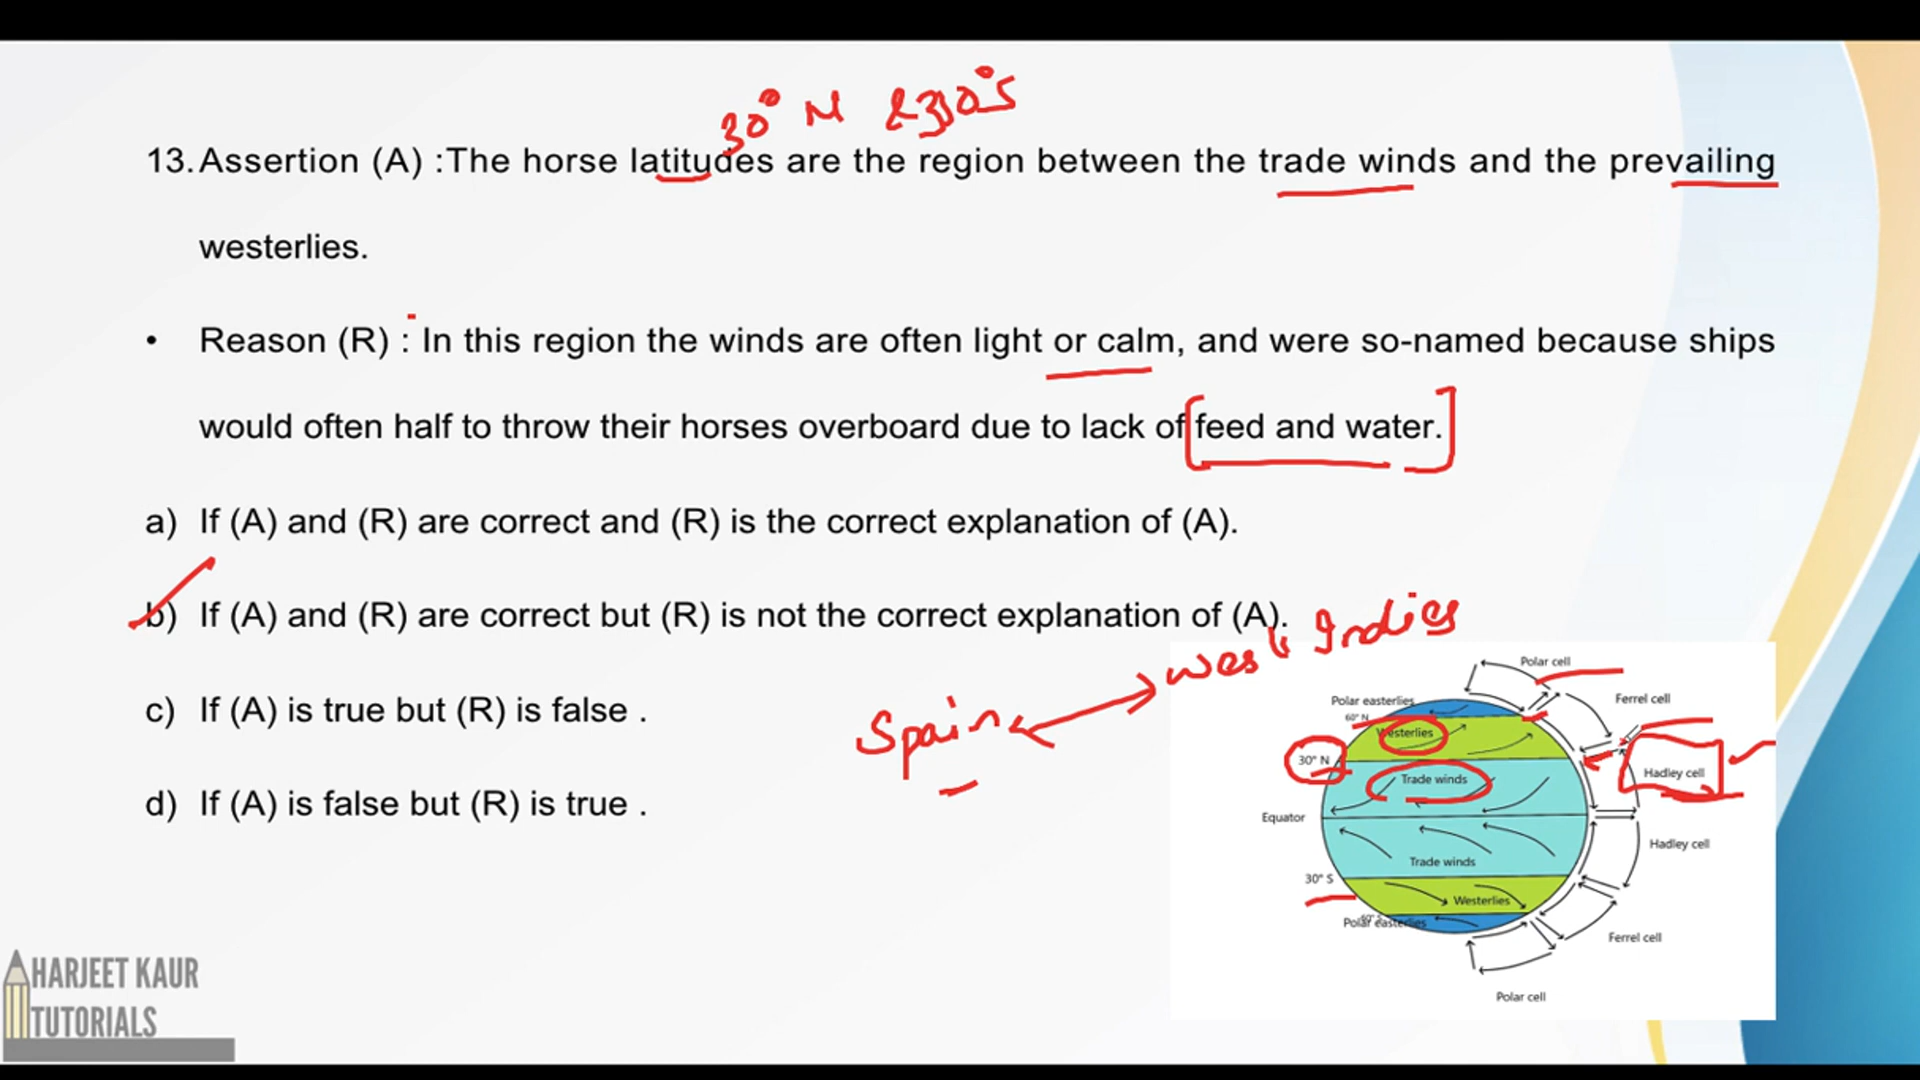 30° N & 30°S
13. Assertion (A) :The horse latitudes are the region between the trade winds and the prevailing
westerlies.
• Reason (R) : In this region the winds are often light or calm, and were so-named because ships
would often half to throw their horses overboard due to lack of [feed and water.]
a) If (A) and (R) are correct and (R) is the correct explanation of (A).
b) If (A) and (R) are correct but (R) is not the correct explanation of (A).
c) If (A) is true but (R) is false .
d) If (A) is false but (R) is true .
Spain
West Indies
Polar cell
Polar easterlies
Ferrel cell
60° N
Westerlies
30° N
Trade winds
Hadley cell
Equator
Hadley cell
Trade winds
30° S
Westerlies
60° S
Polar easterlies
Ferrel cell
Polar cell
HARJEET KAUR
TUTORIALS